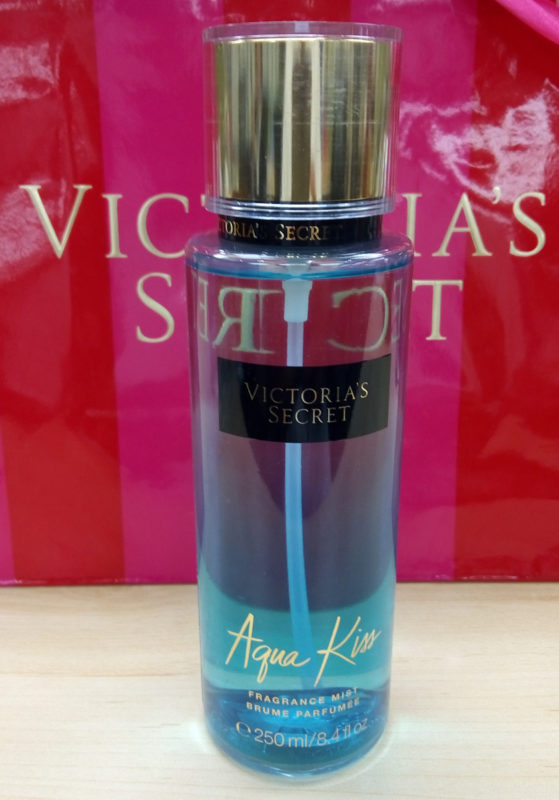 VICTORIA'S
SECRET
VICTORIA'S SECRET
VICTORIA'S
SECRET
Aqua Kiss
FRAGRANCE MIST
BRUME PARFUMÉE
℮ 250 ml/8.4 fl oz